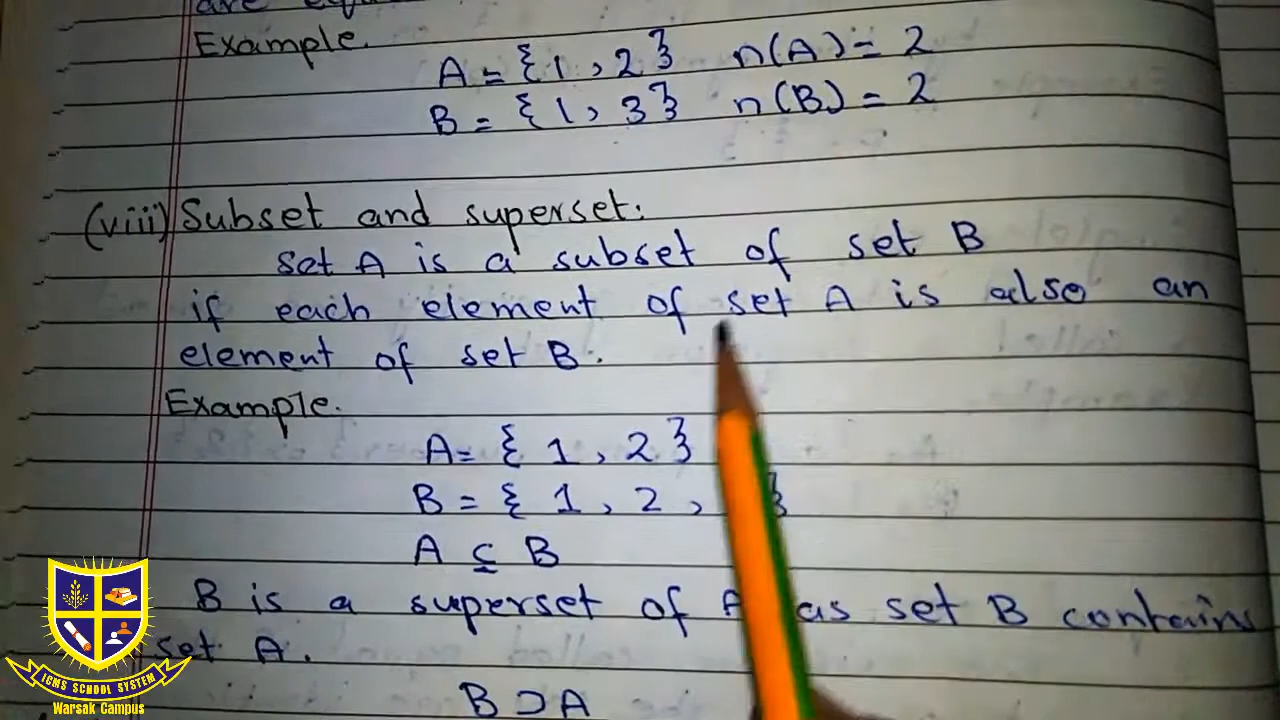 are equ
Example.
A = {1, 2} n(A) = 2
B = {1, 3} n(B) = 2
(viii) Subset and superset:
set A is a subset of set B
if each element of set A is also an
element of set B.
Example.
A = { 1, 2 }
B = { 1, 2, }
A ⊆ B
B is a superset of A as set B contains
set A.
B ⊃ A
ICMS SCHOOL SYSTEM
Warsak Campus